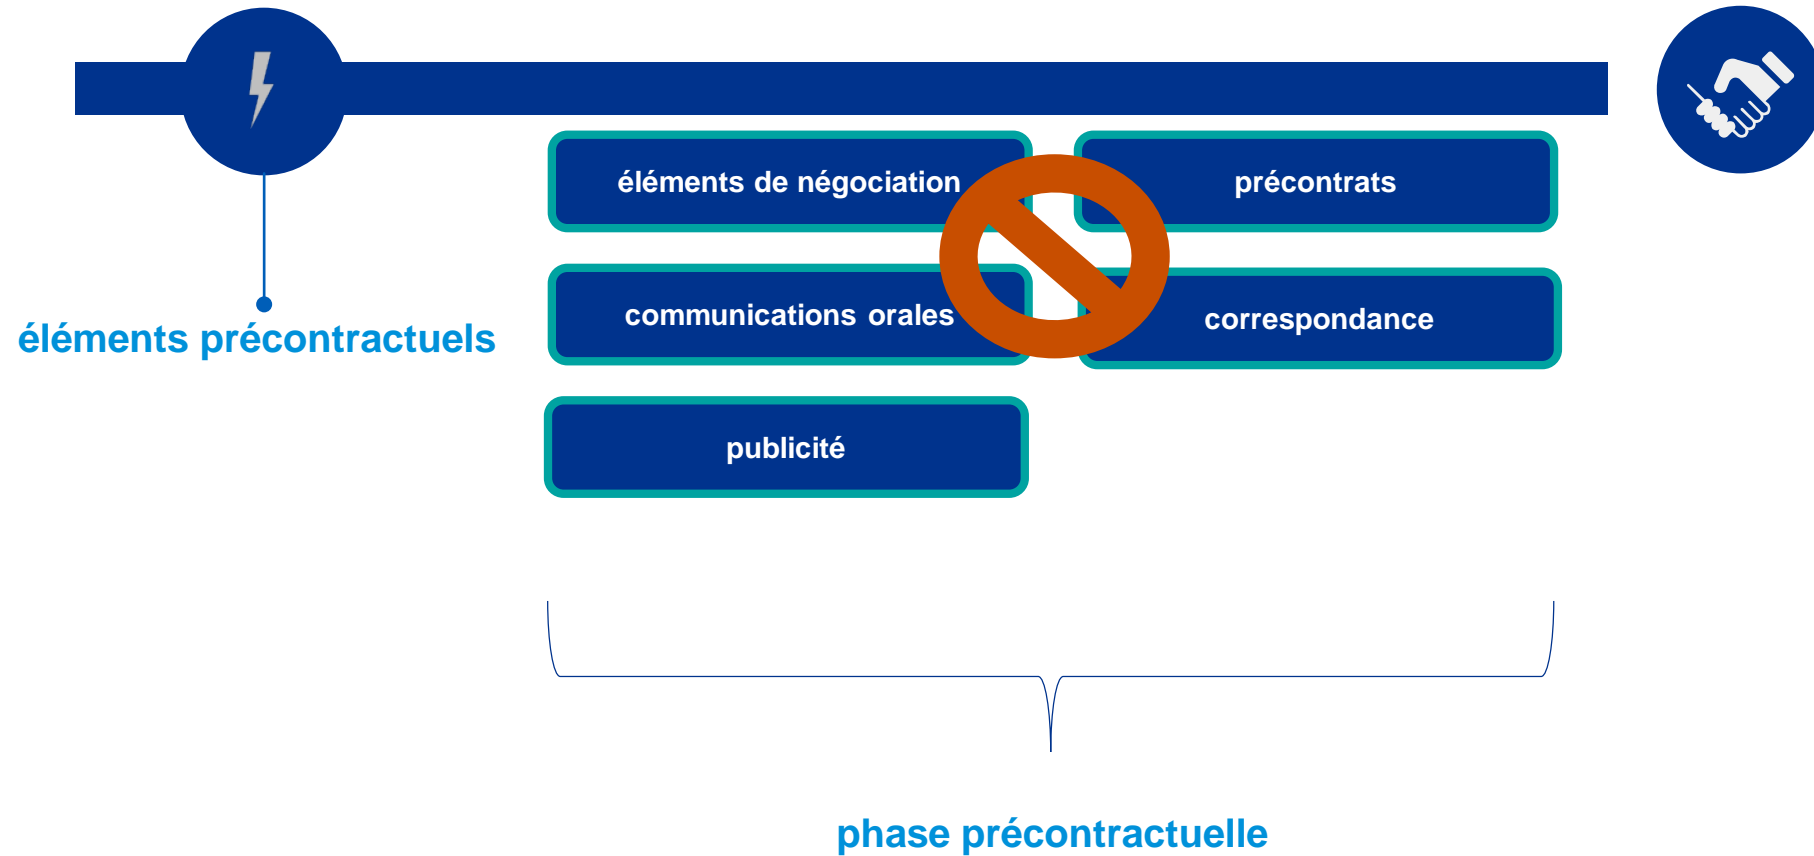 éléments de négociation
précontrats
communications orales
correspondance
éléments précontractuels
publicité
phase précontractuelle